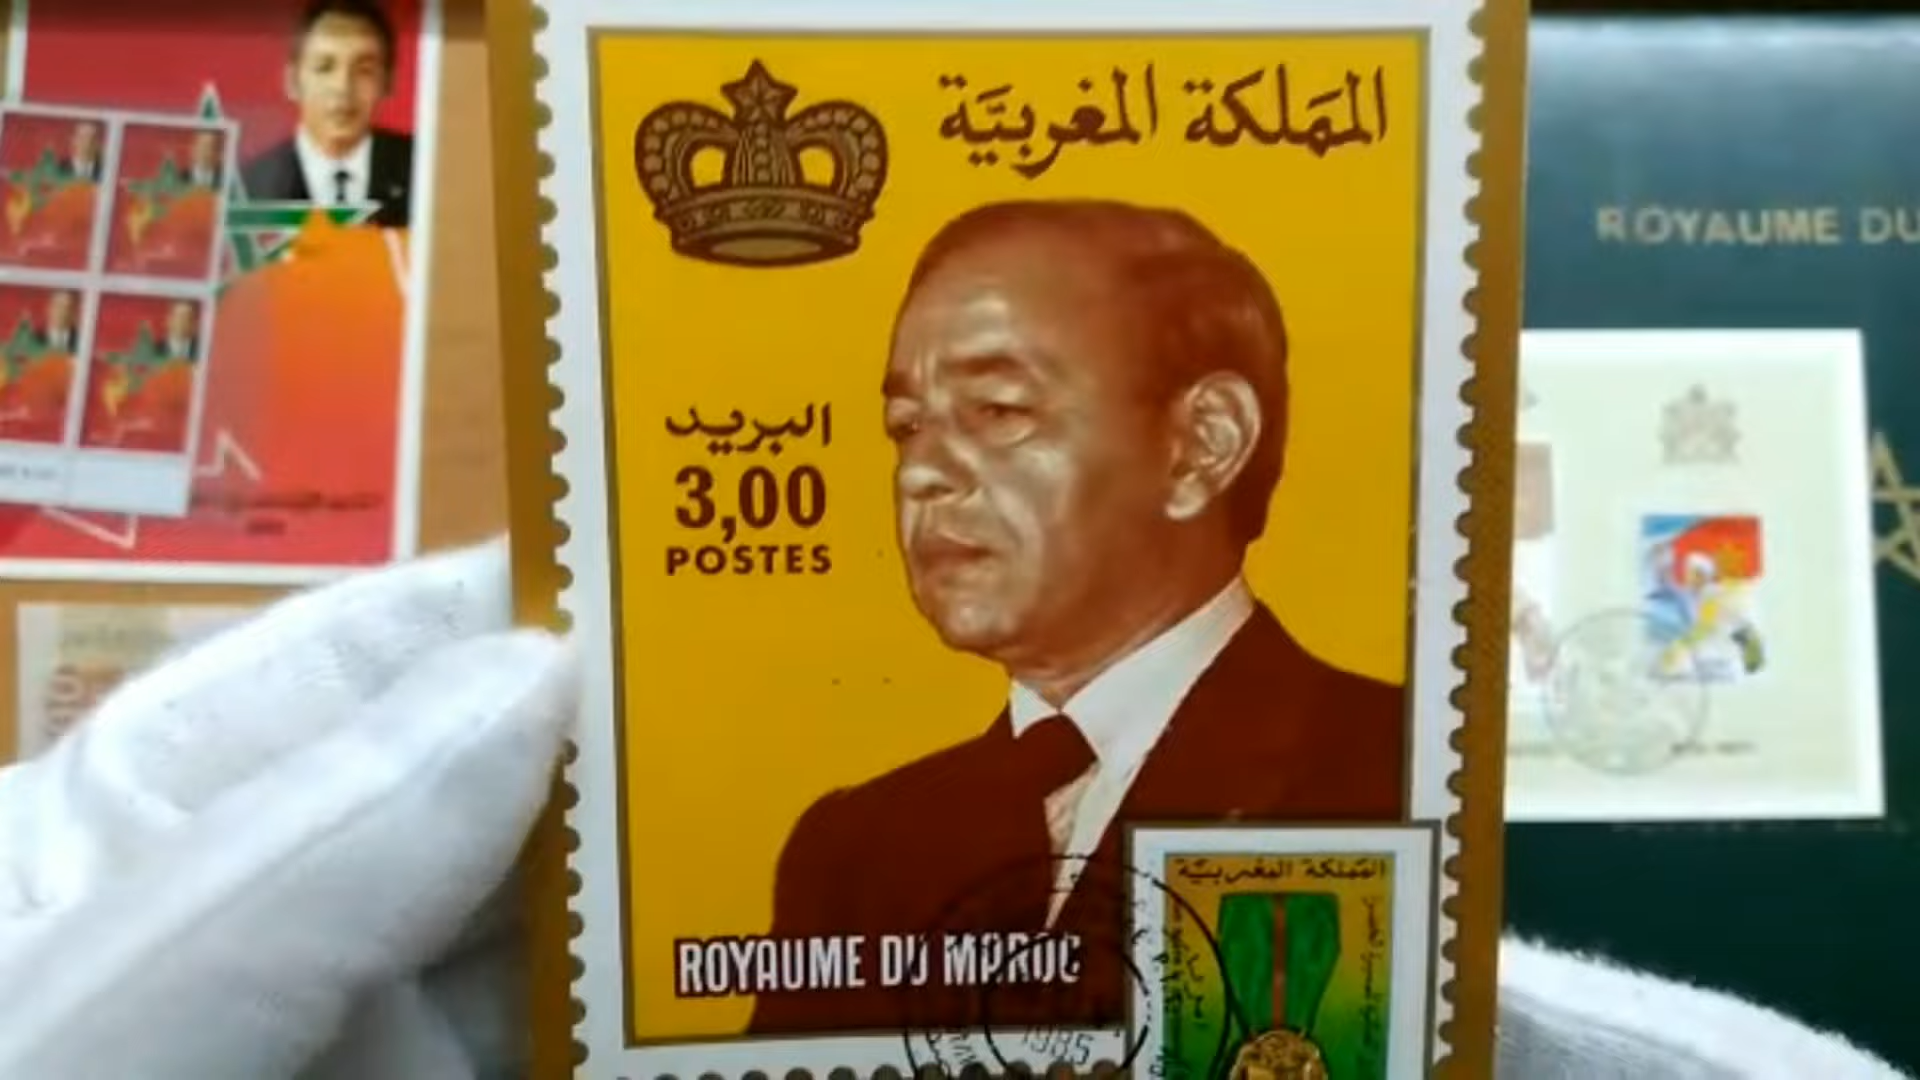 المملكة المغربية
البريد
3,00
POSTES
ROYAUME DU MAROC
1985
المملكة المغربية
ROYAUME DU